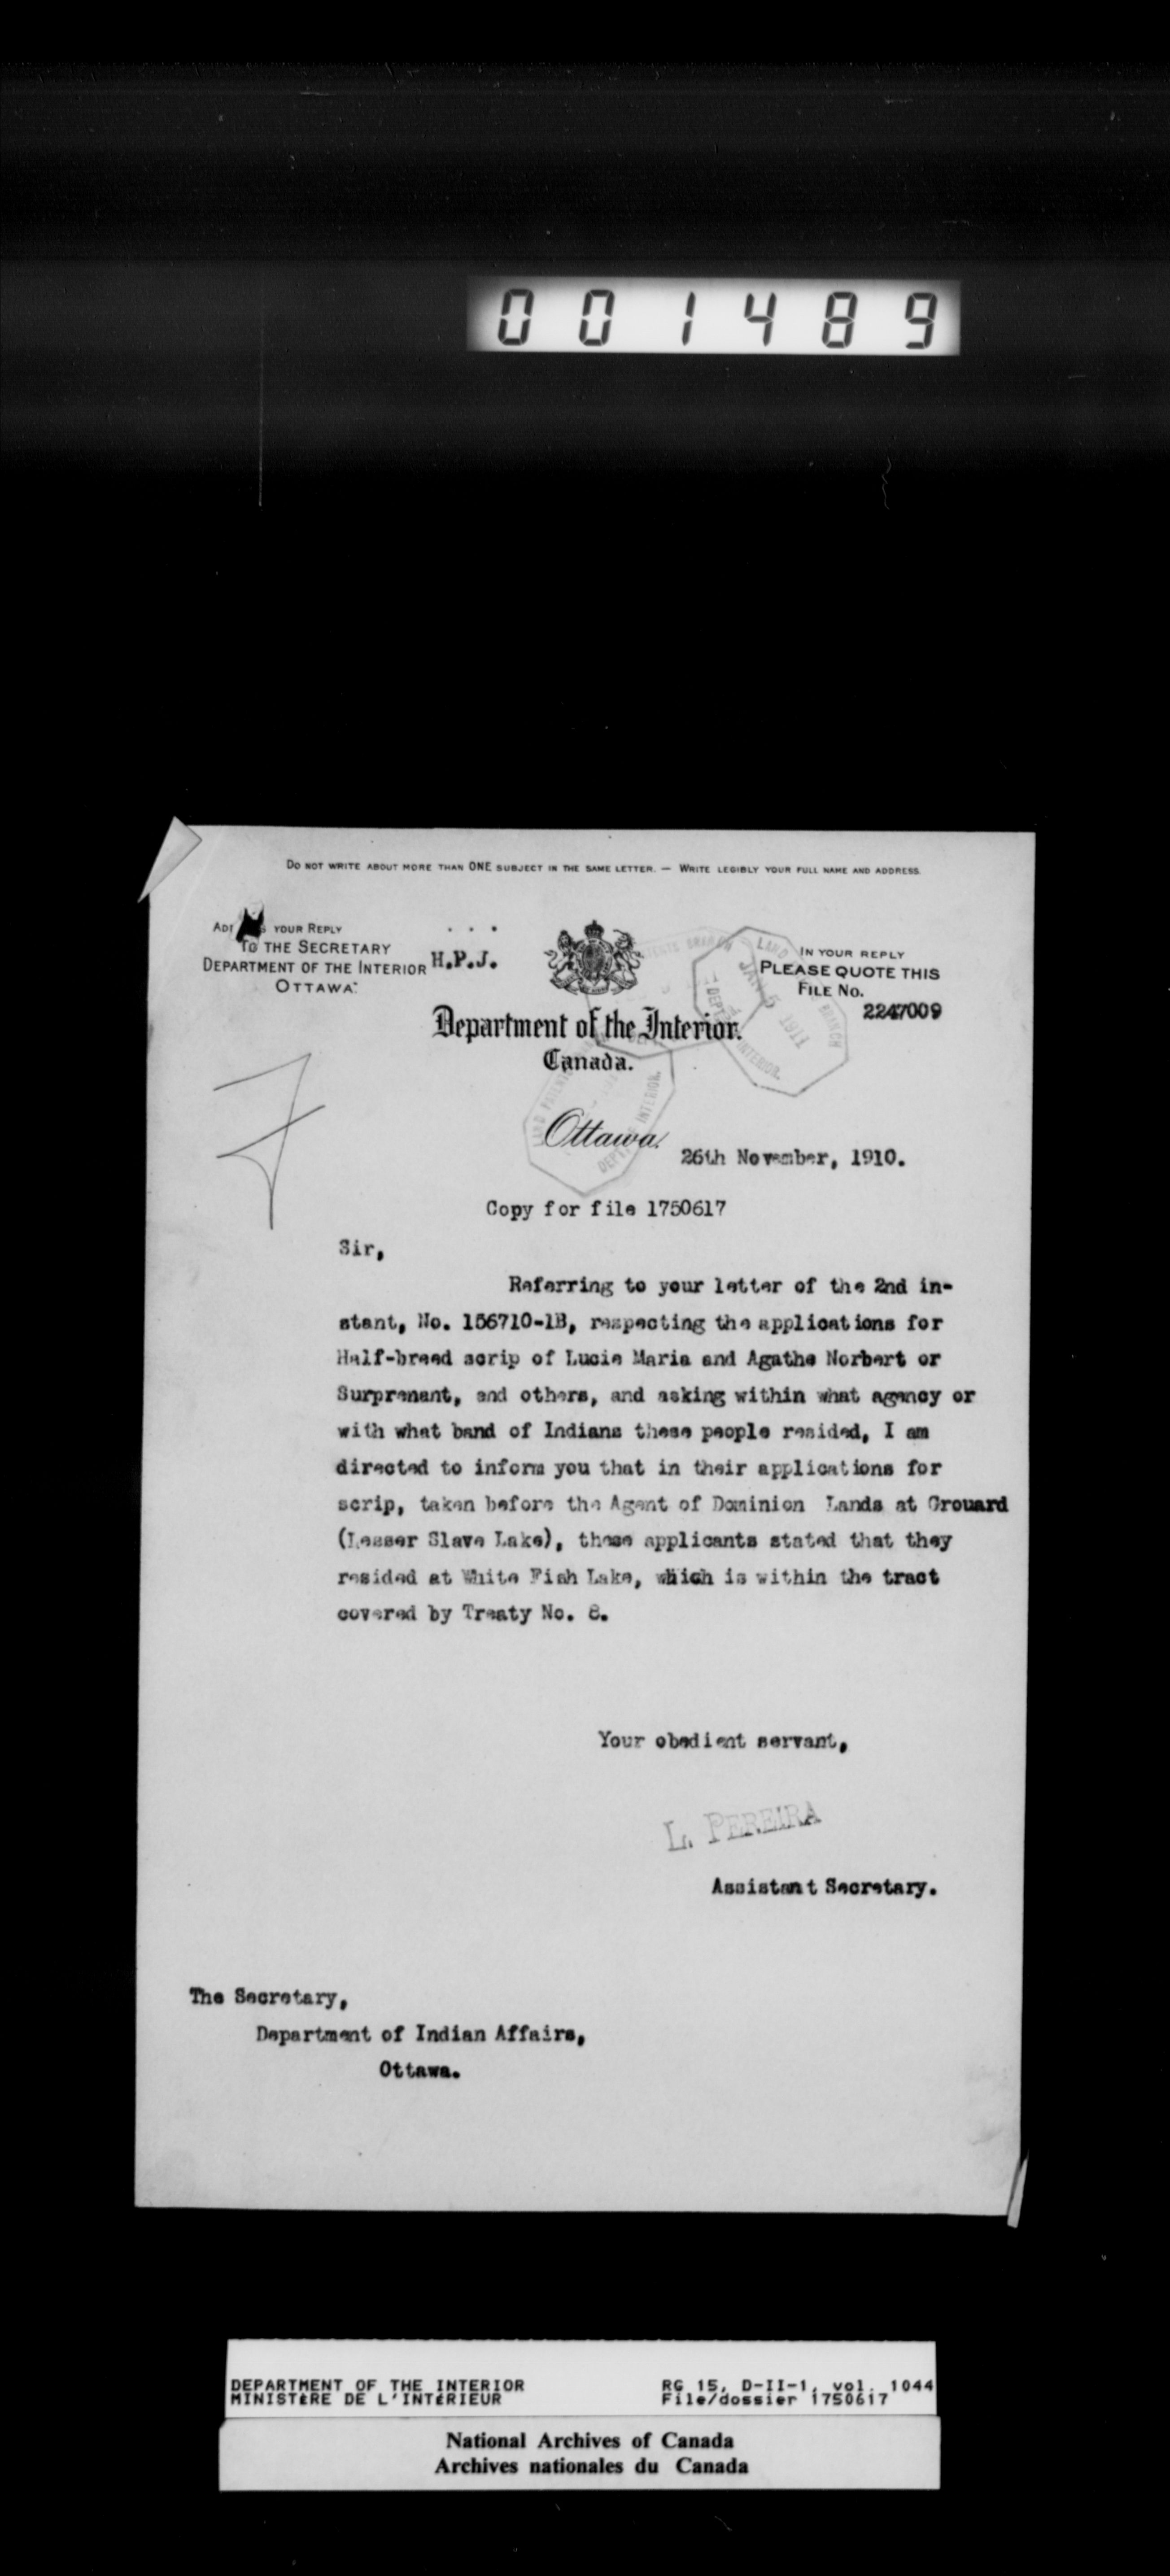 001489
DO NOT WRITE ABOUT MORE THAN ONE SUBJECT IN THE SAME LETTER. — WRITE LEGIBLY YOUR FULL NAME AND ADDRESS.
YOUR REPLY
TO THE SECRETARY
DEPARTMENT OF THE INTERIOR
OTTAWA.
H.P.J.
IN YOUR REPLY
PLEASE QUOTE THIS
FILE NO.
2247009
LAND BRANCH
JAN 5 1911
DEPT. INTERIOR.
Department of the Interior.
Canada.
DEPT. INTERIOR.
Ottawa, 26th November, 1910.
Copy for file 1750617
Sir,
Referring to your letter of the 2nd in-
stant, No. 156710-1B, respecting the applications for
Half-breed scrip of Lucie Maria and Agathe Norbert or
Surprenant, and others, and asking within what agency or
with what band of Indians these people resided, I am
directed to inform you that in their applications for
scrip, taken before the Agent of Dominion Lands at Grouard
(Lesser Slave Lake), these applicants stated that they
resided at White Fish Lake, which is within the tract
covered by Treaty No. 8.
Your obedient servant,
L. PEREIRA
Assistant Secretary.
The Secretary,
Department of Indian Affairs,
Ottawa.
DEPARTMENT OF THE INTERIOR
MINISTÈRE DE L'INTÉRIEUR
RG 15, D-II-1, vol. 1044
File/dossier 1750617
National Archives of Canada
Archives nationales du Canada